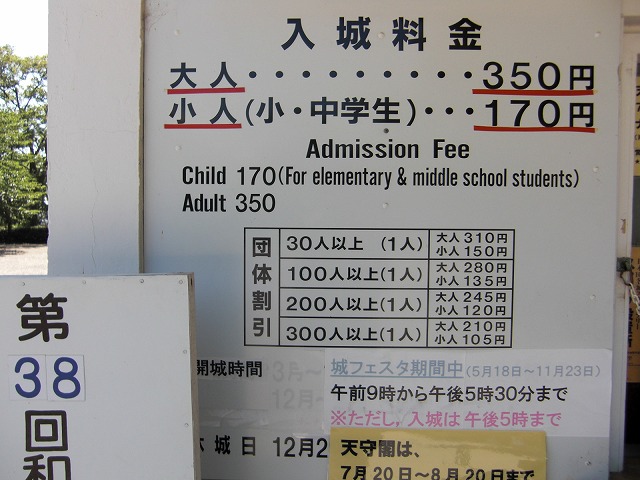 入城料金
大人・・・・・・・・・350円
小人(小・中学生)・・・170円
Admission Fee
Child 170(For elementary & middle school students)
Adult 350
団体割引
30人以上 (1人) 大人310円 小人150円
100人以上(1人) 大人280円 小人135円
200人以上(1人) 大人245円 小人120円
300人以上(1人) 大人210円 小人105円
開城時間
城フェスタ期間中(5月18日～11月23日)
午前9時から午後5時30分まで
※ただし,入城は午後5時まで
城日 12月2
天守閣は、
7月20日～8月20日まで
第
38
回
和